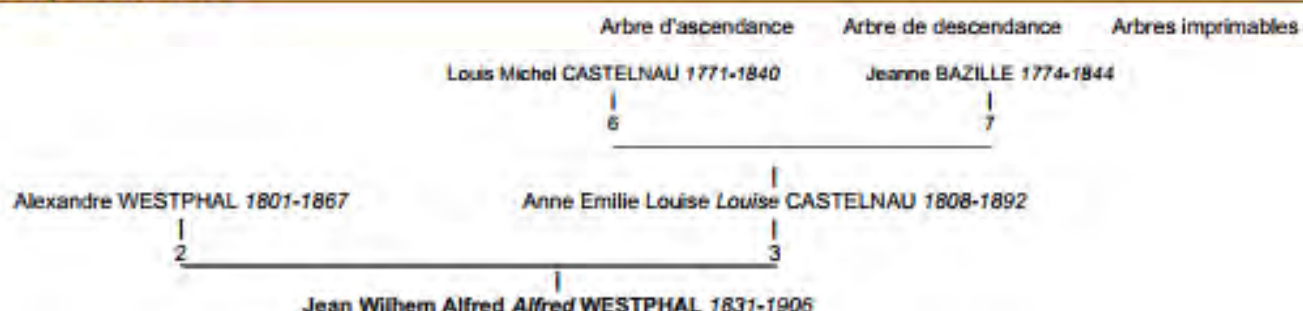 Arbre d'ascendance Arbre de descendance Arbres imprimables
Louis Michel CASTELNAU 1771-1840 Jeanne BAZILLE 1774-1844
6 7
Alexandre WESTPHAL 1801-1867 Anne Emilie Louise Louise CASTELNAU 1808-1892
2 3
Jean Wilhem Alfred Alfred WESTPHAL 1831-1906